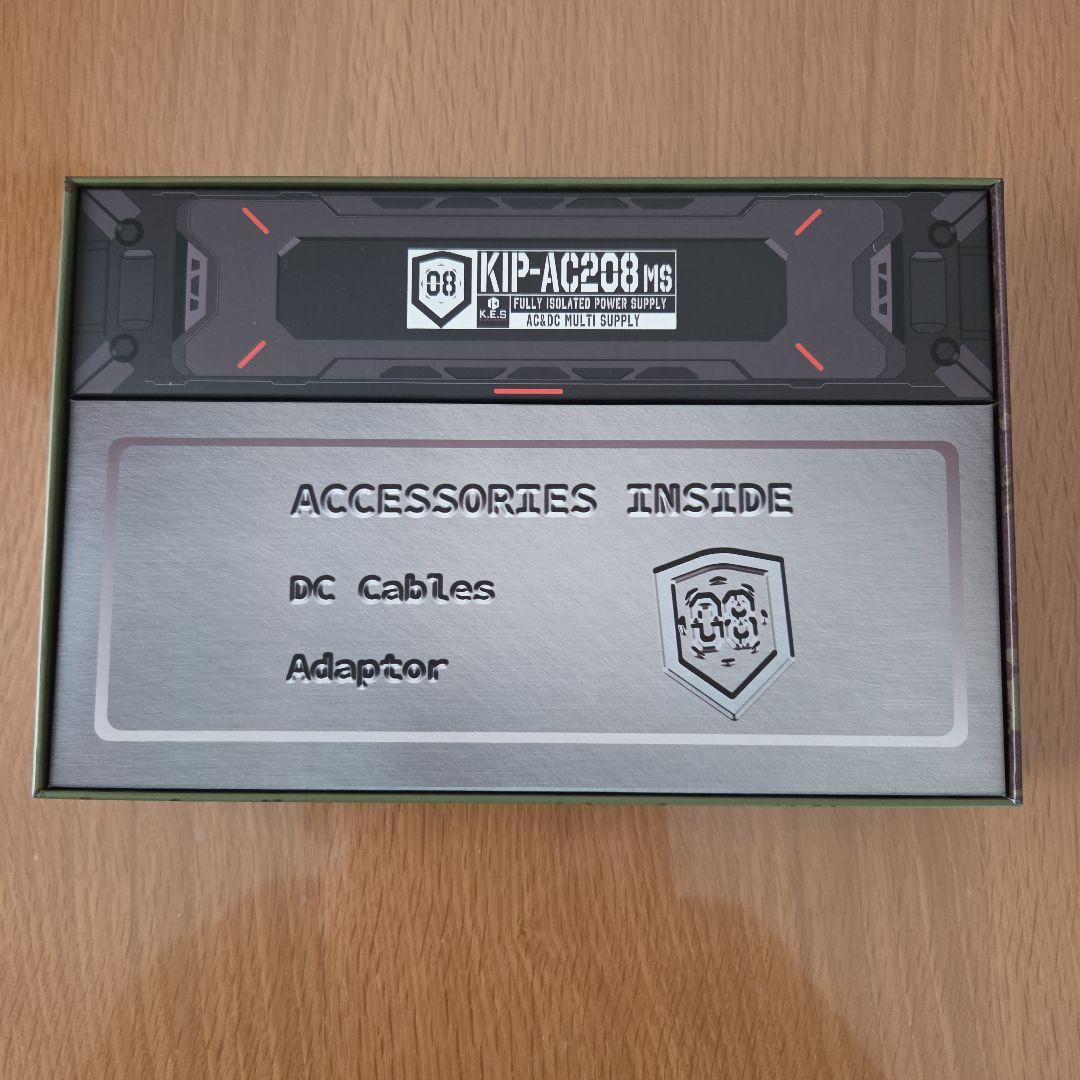 08
KIP-AC208 MS
K.E.S
FULLY ISOLATED POWER SUPPLY
AC&DC MULTI SUPPLY
ACCESSORIES INSIDE
DC Cables
Adaptor
08